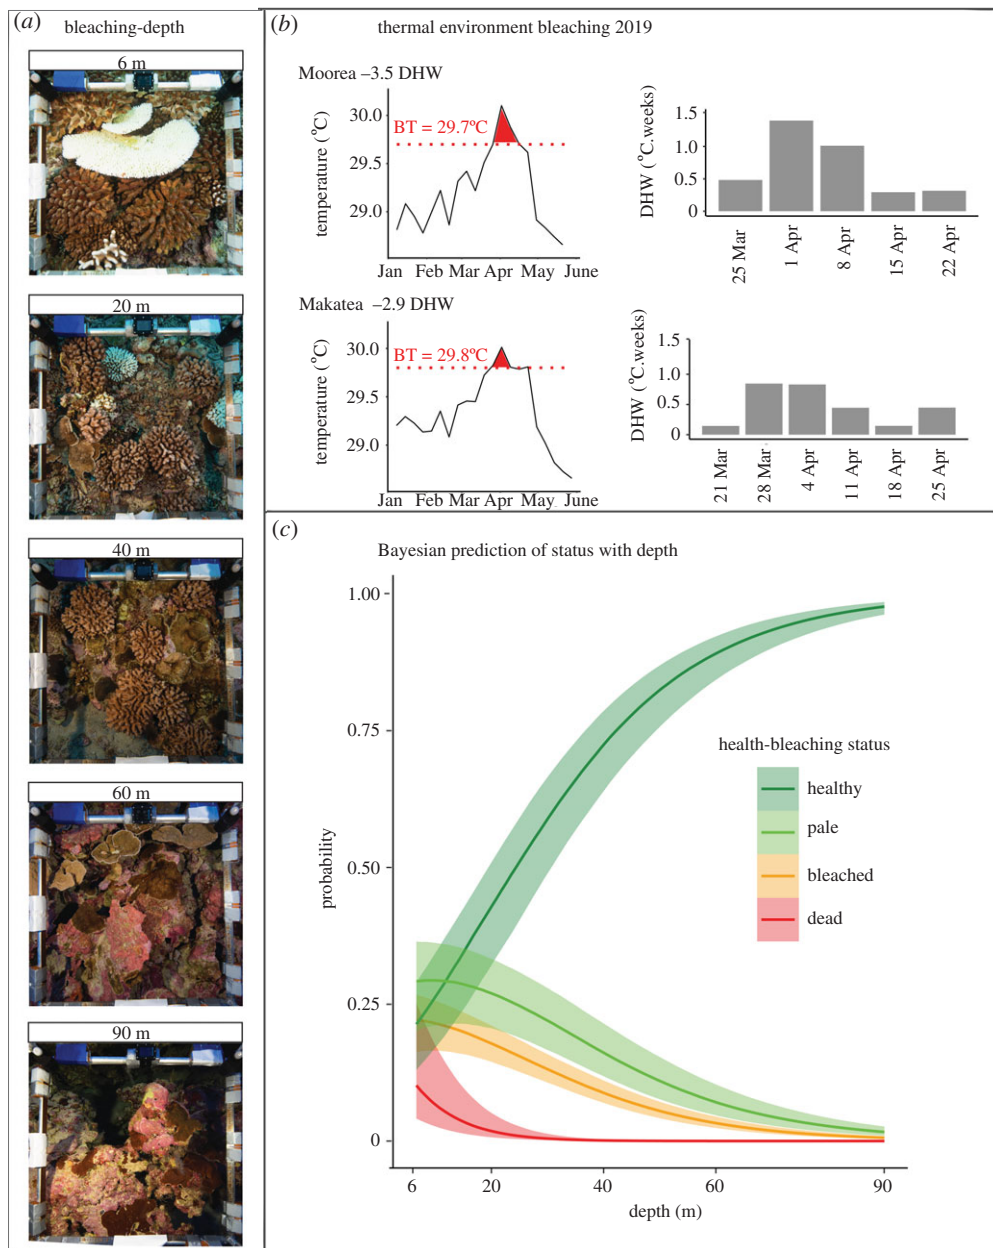 (a) bleaching-depth
6 m
20 m
40 m
60 m
90 m
(b) thermal environment bleaching 2019
Moorea –3.5 DHW
temperature (°C)
30.0
29.5
29.0
BT = 29.7°C
Jan Feb Mar Apr May June
DHW (°C.weeks)
1.5
1.0
0.5
0
25 Mar
1 Apr
8 Apr
15 Apr
22 Apr
Makatea –2.9 DHW
temperature (°C)
30.0
29.5
29.0
BT = 29.8°C
Jan Feb Mar Apr May June
DHW (°C.weeks)
1.5
1.0
0.5
0
21 Mar
28 Mar
4 Apr
11 Apr
18 Apr
25 Apr
(c)
Bayesian prediction of status with depth
probability
1.00
0.75
0.50
0.25
0
6 20 40 60 90
depth (m)
health-bleaching status
healthy
pale
bleached
dead